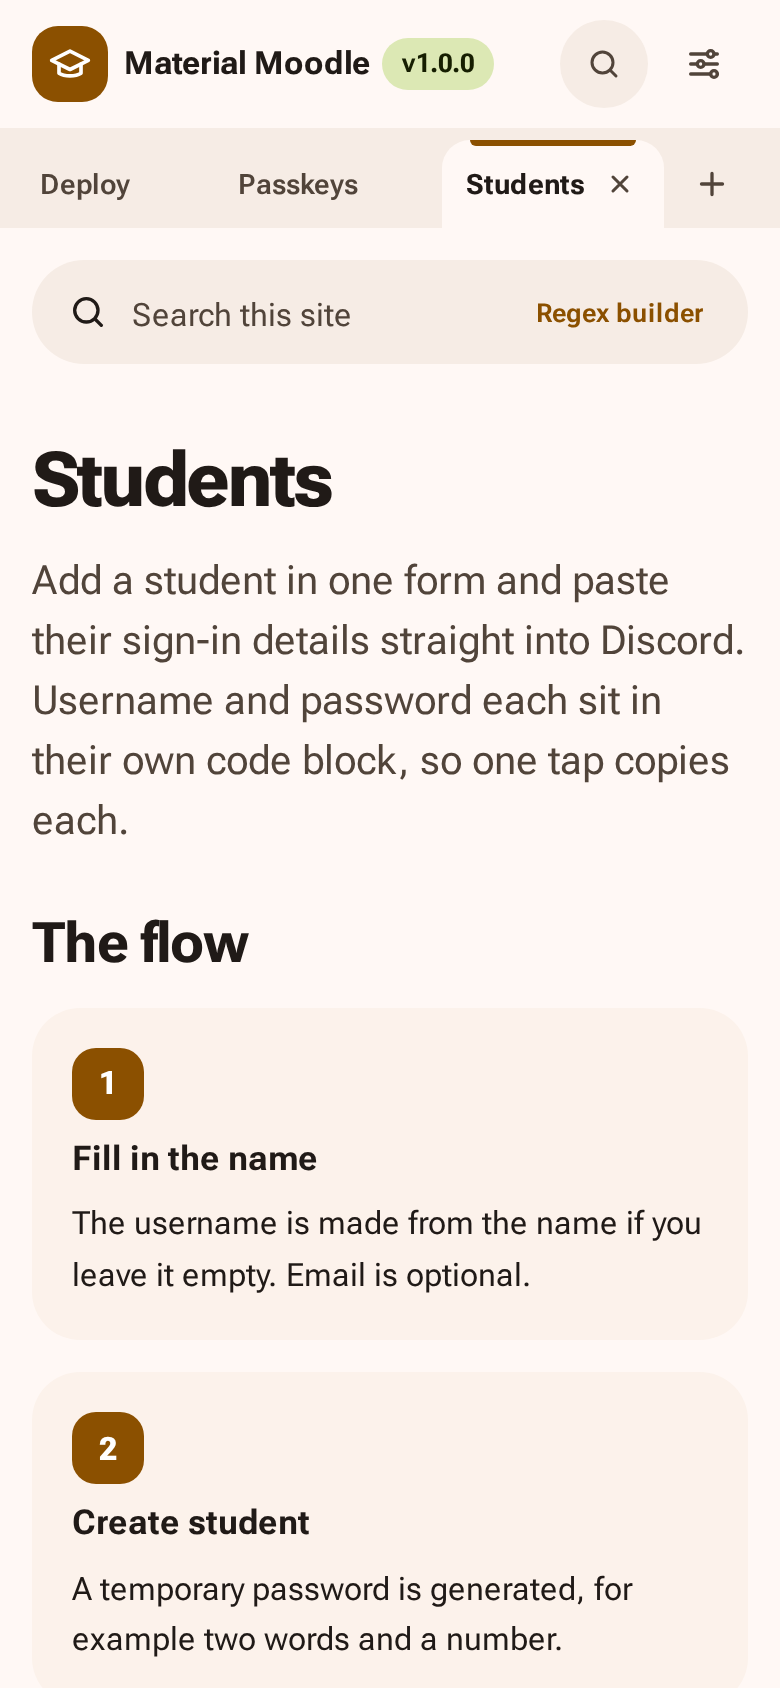 Material Moodle v1.0.0
Deploy Passkeys Students
Search this site Regex builder
Students
Add a student in one form and paste
their sign-in details straight into Discord.
Username and password each sit in
their own code block, so one tap copies
each.
The flow
1
Fill in the name
The username is made from the name if you
leave it empty. Email is optional.
2
Create student
A temporary password is generated, for
example two words and a number.